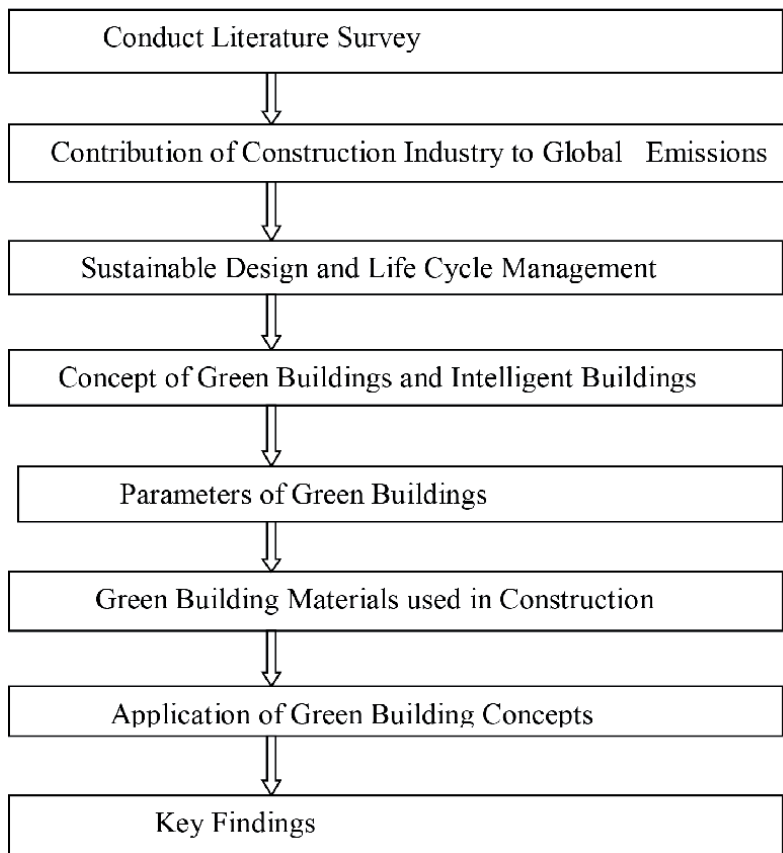 Conduct Literature Survey
Contribution of Construction Industry to Global Emissions
Sustainable Design and Life Cycle Management
Concept of Green Buildings and Intelligent Buildings
Parameters of Green Buildings
Green Building Materials used in Construction
Application of Green Building Concepts
Key Findings